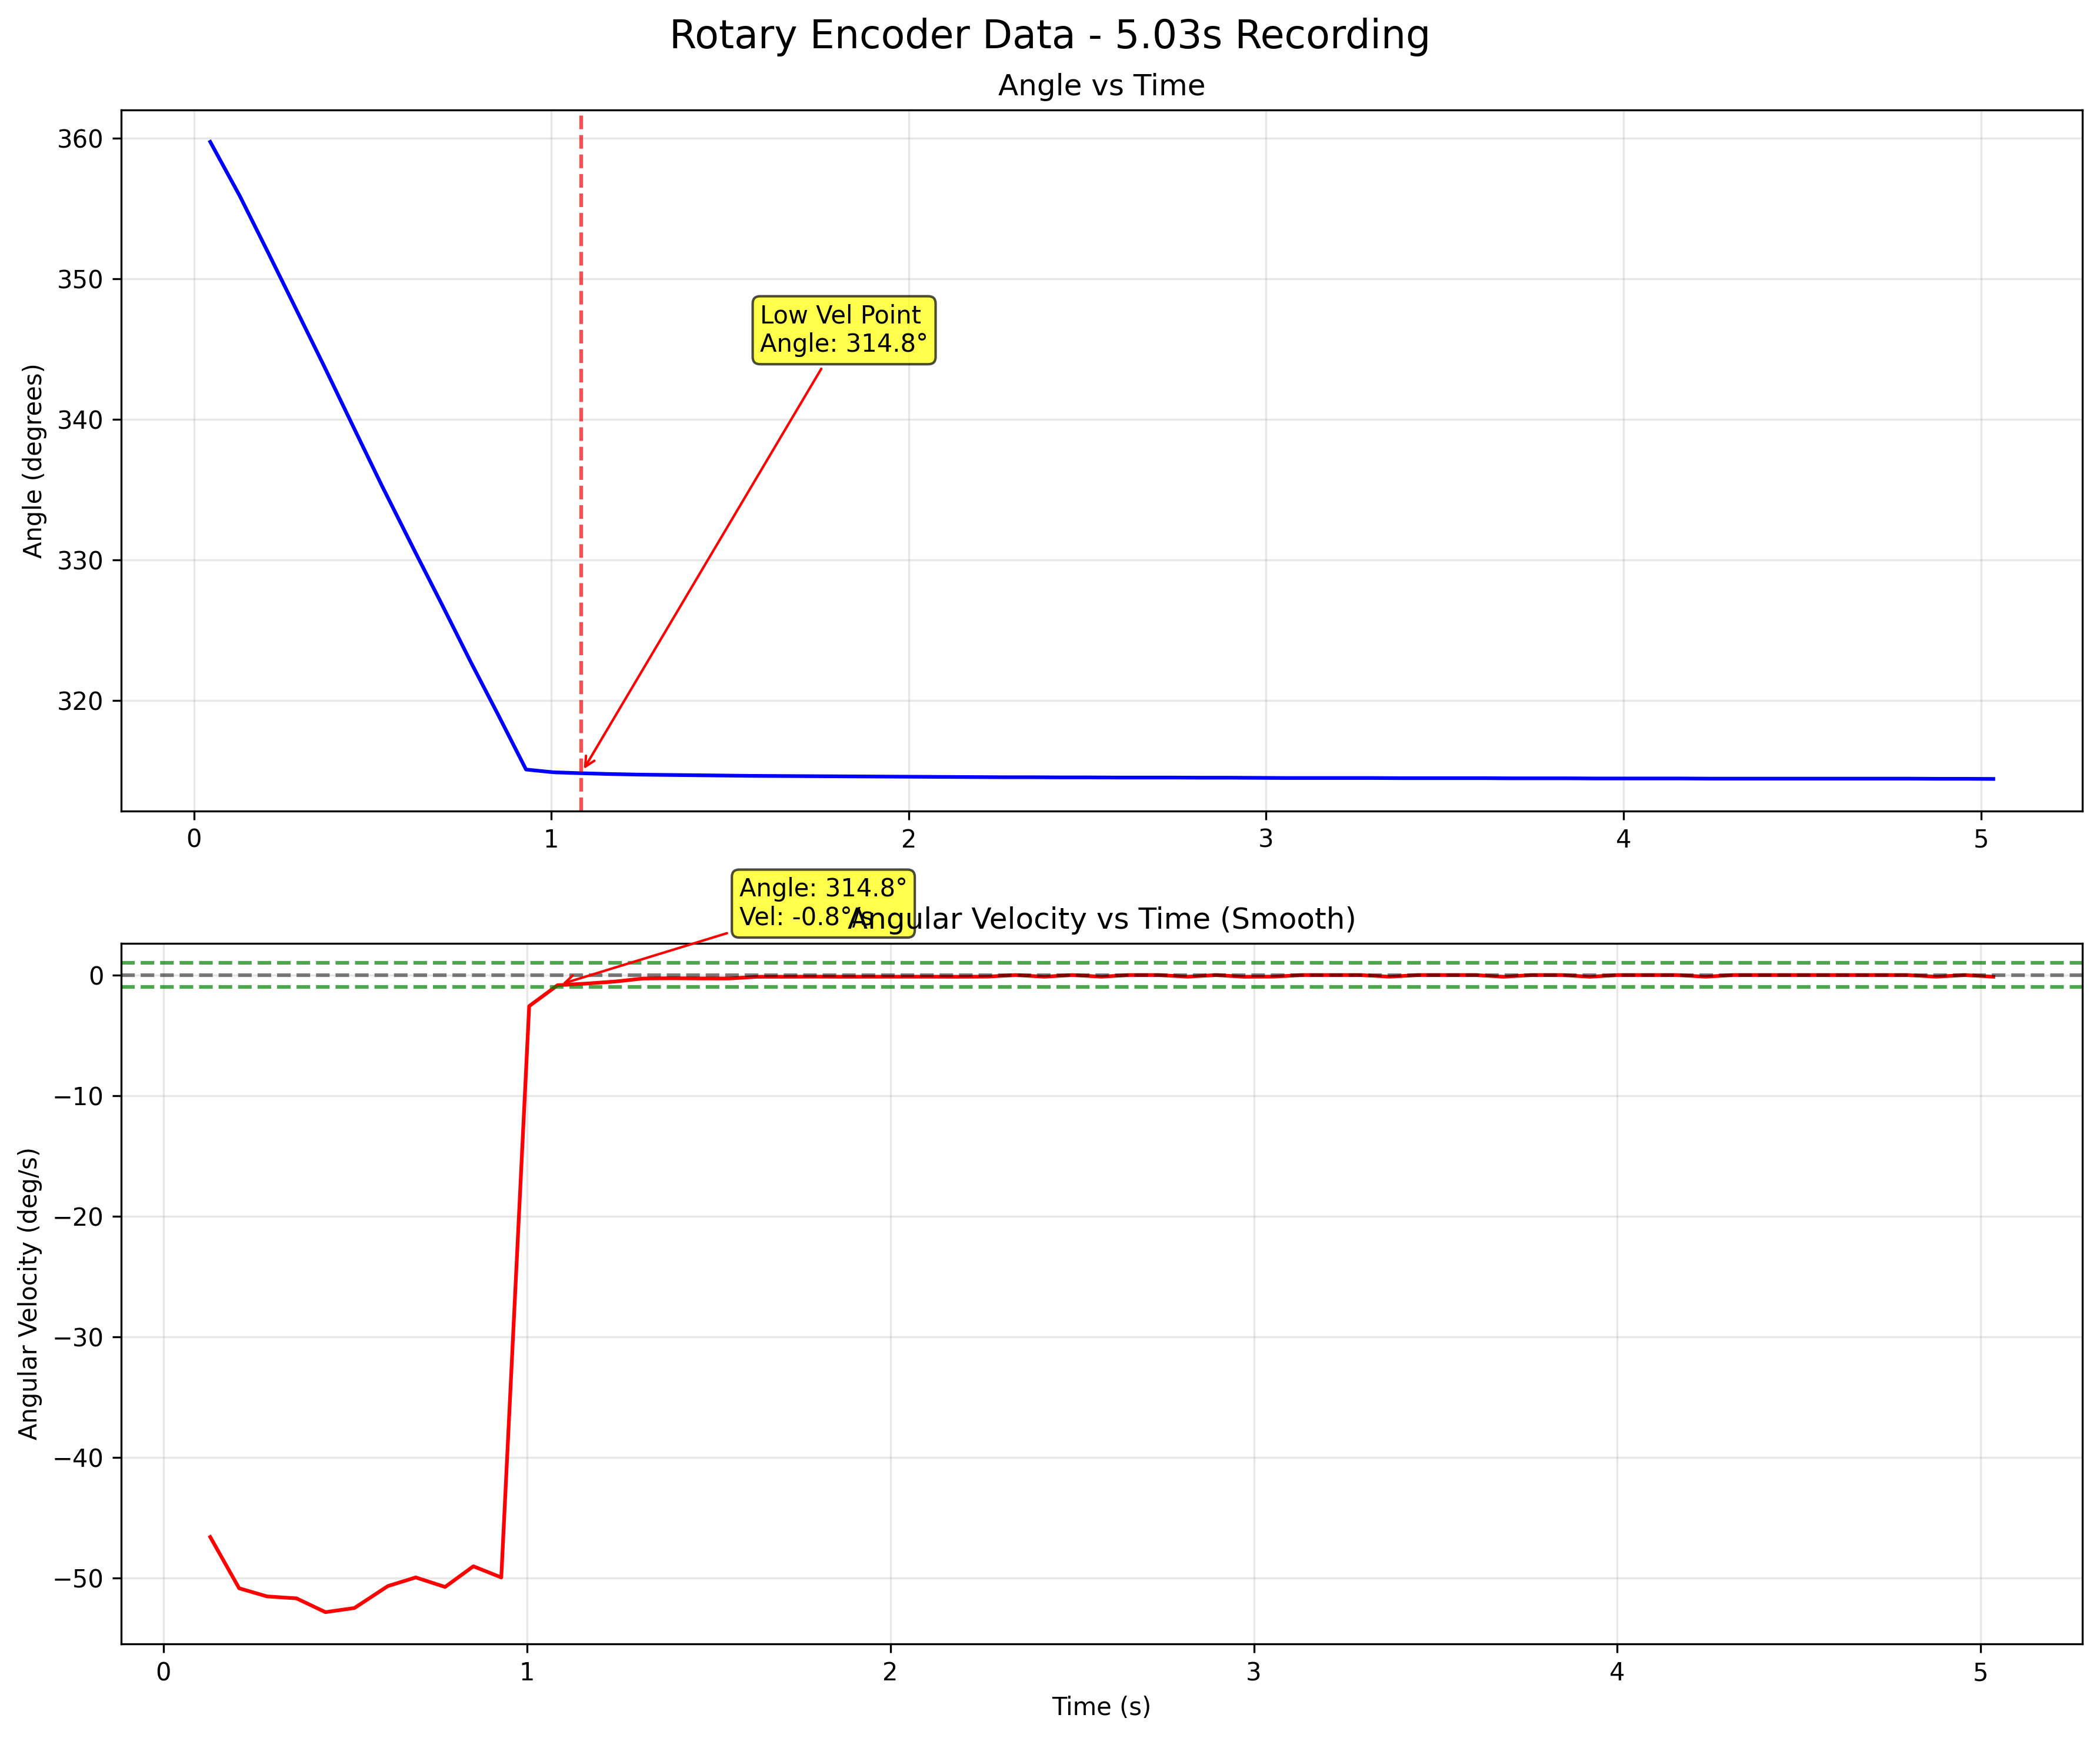 Rotary Encoder Data - 5.03s Recording
Angle vs Time
Angle (degrees)
360
350
340
330
320
Low Vel Point
Angle: 314.8°
0 1 2 3 4 5
Angle: 314.8°
Vel: -0.8°/s
Angular Velocity vs Time (Smooth)
Angular Velocity (deg/s)
0
−10
−20
−30
−40
−50
0 1 2 3 4 5
Time (s)